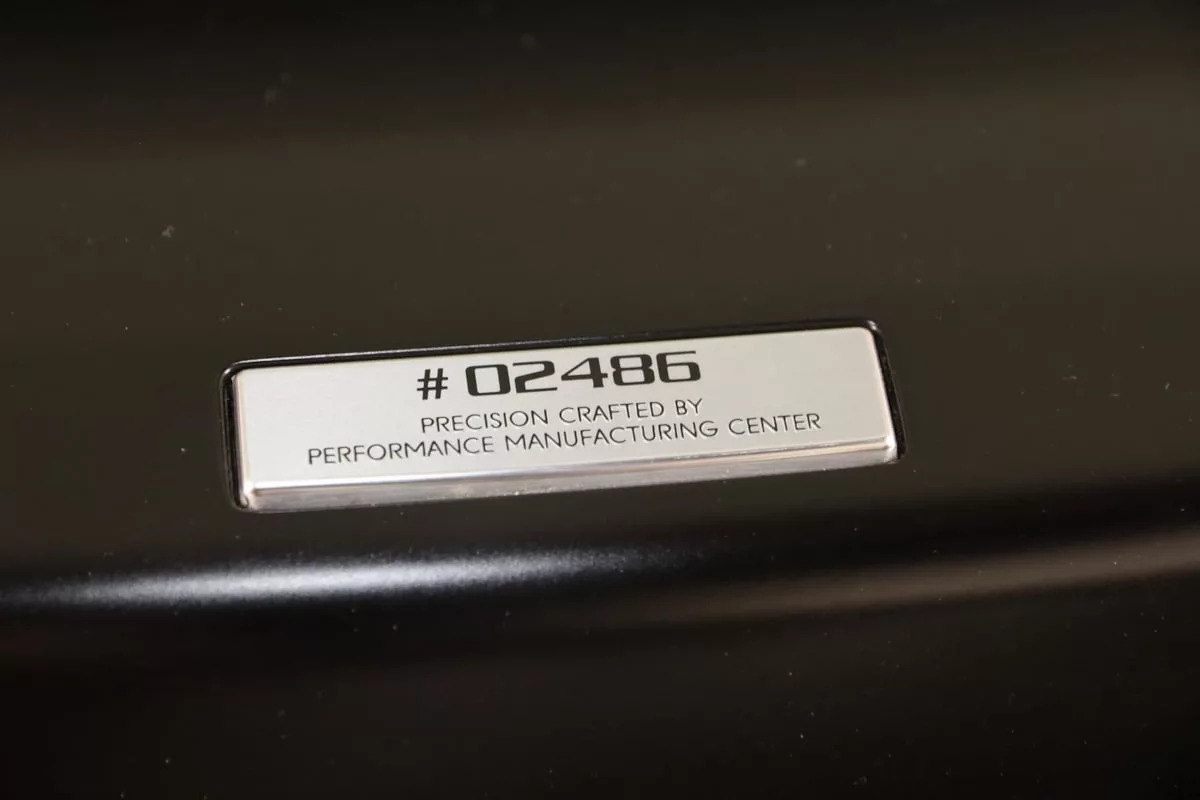 # 02486
PRECISION CRAFTED BY
PERFORMANCE MANUFACTURING CENTER